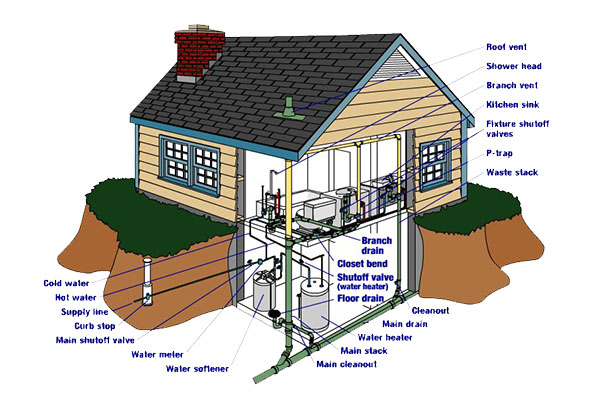 Roof vent
Shower head
Branch vent
Kitchen sink
Fixture shutoff
valves
P-trap
Waste stack
Branch
drain
Closet bend
Shutoff valve
(water heater)
Floor drain
Cold water
Hot water
Supply line
Curb stop
Main shutoff valve
Water meter
Water softener
Cleanout
Main drain
Water heater
Main stack
Main cleanout